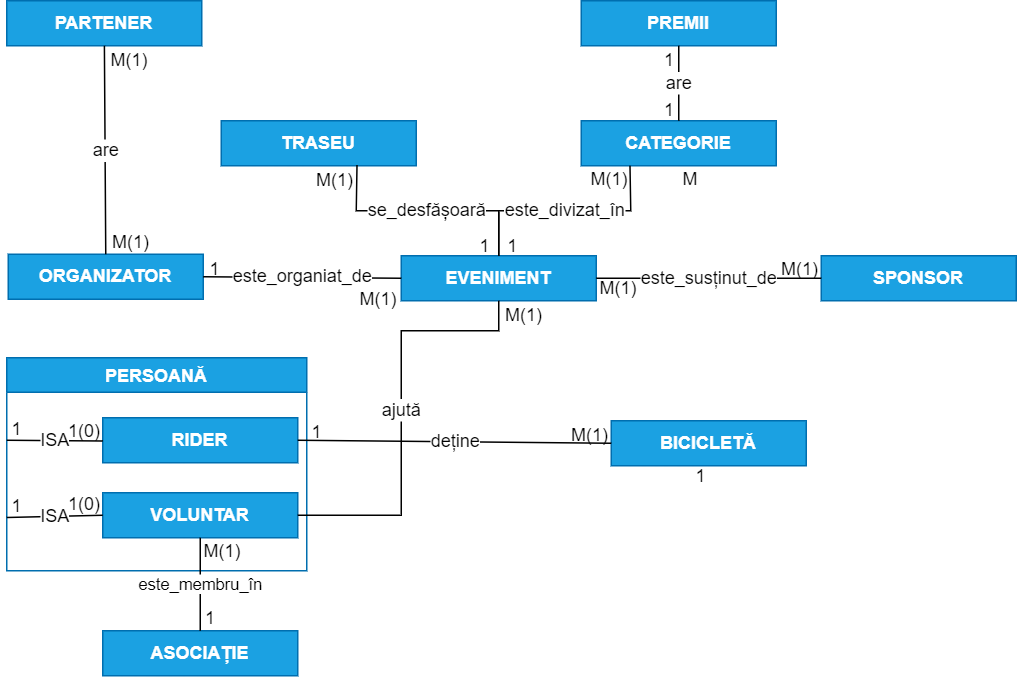 PARTENER
PREMII
M(1)
1
are
1
are
TRASEU
CATEGORIE
M(1)
M(1)
M
se_desfășoară
este_divizat_în
M(1)
1
1
ORGANIZATOR
1
este_organiat_de
M(1)
EVENIMENT
M(1)
este_susținut_de
M(1)
SPONSOR
M(1)
PERSOANĂ
ajută
1
ISA
1(0)
RIDER
1
deține
M(1)
BICICLETĂ
1
1
ISA
1(0)
VOLUNTAR
M(1)
este_membru_în
1
ASOCIAȚIE